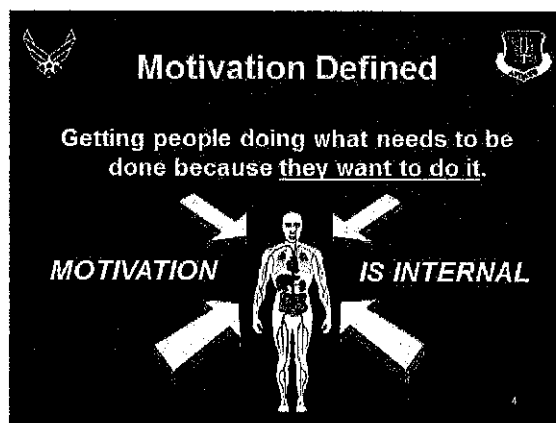 Motivation Defined
Getting people doing what needs to be
done because they want to do it.
MOTIVATION IS INTERNAL
4